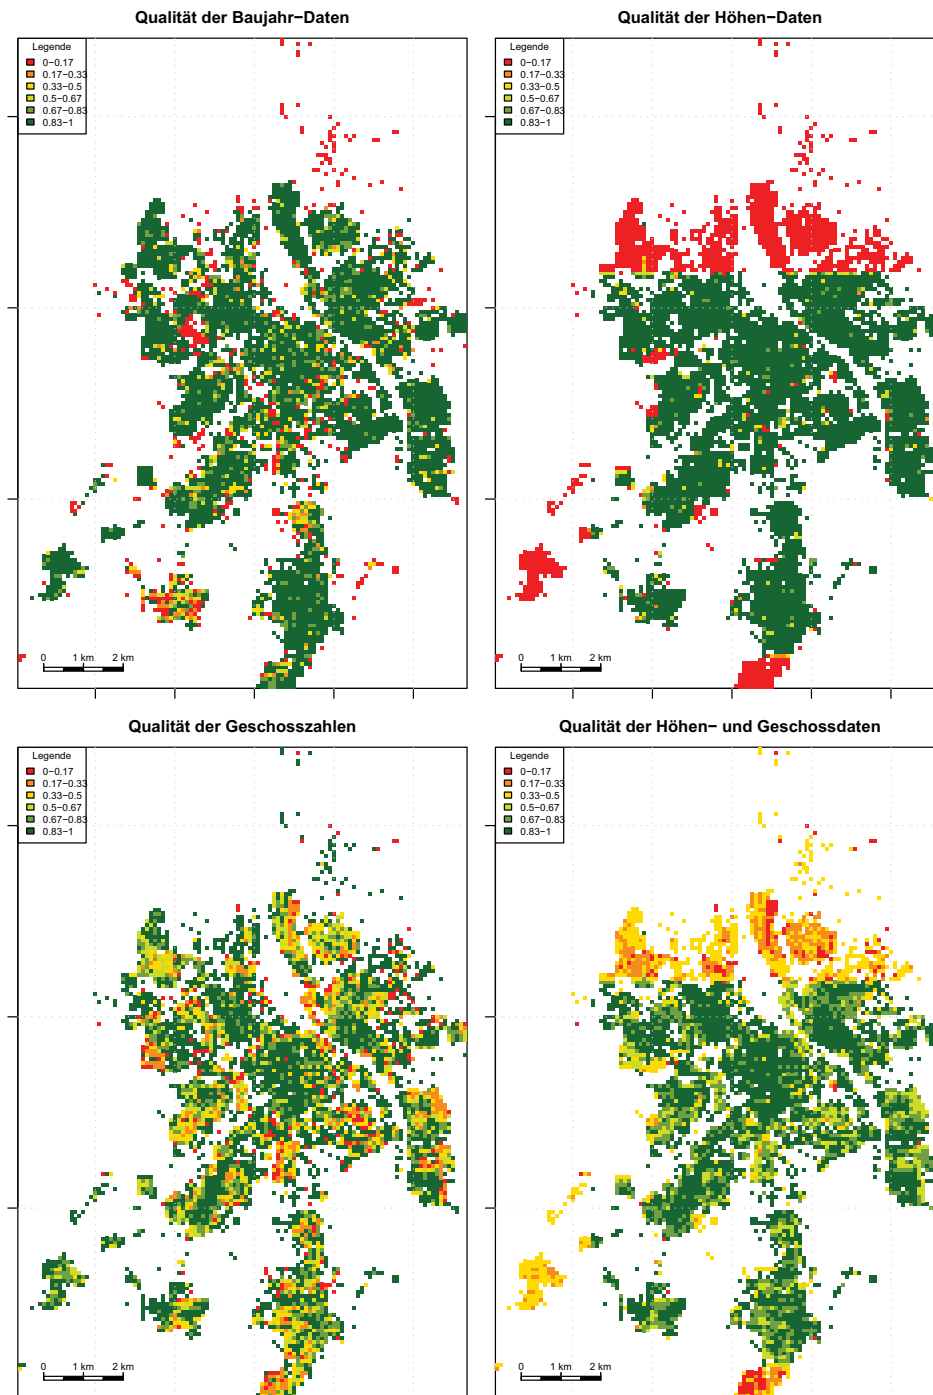 Qualität der Baujahr−Daten
Legende
0−0.17
0.17−0.33
0.33−0.5
0.5−0.67
0.67−0.83
0.83−1
0 1 km 2 km
Qualität der Höhen−Daten
Legende
0−0.17
0.17−0.33
0.33−0.5
0.5−0.67
0.67−0.83
0.83−1
0 1 km 2 km
Qualität der Geschosszahlen
Legende
0−0.17
0.17−0.33
0.33−0.5
0.5−0.67
0.67−0.83
0.83−1
0 1 km 2 km
Qualität der Höhen− und Geschossdaten
Legende
0−0.17
0.17−0.33
0.33−0.5
0.5−0.67
0.67−0.83
0.83−1
0 1 km 2 km